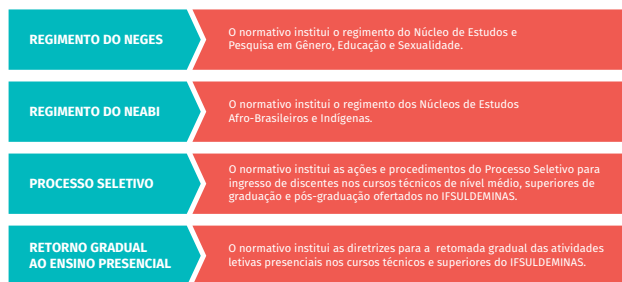 REGIMENTO DO NEGES
O normativo institui o regimento do Núcleo de Estudos e
Pesquisa em Gênero, Educação e Sexualidade.
REGIMENTO DO NEABI
O normativo institui o regimento dos Núcleos de Estudos
Afro-Brasileiros e Indígenas.
PROCESSO SELETIVO
O normativo institui as ações e procedimentos do Processo Seletivo para
ingresso de discentes nos cursos técnicos de nível médio, superiores de
graduação e pós-graduação ofertados no IFSULDEMINAS.
RETORNO GRADUAL
AO ENSINO PRESENCIAL
O normativo institui as diretrizes para a retomada gradual das atividades
letivas presenciais nos cursos técnicos e superiores do IFSULDEMINAS.